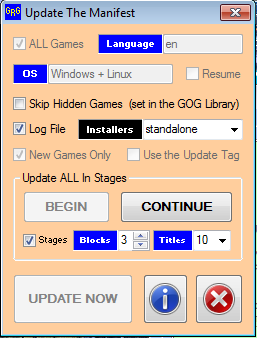 GRG Update The Manifest
ALL Games Language en
OS Windows + Linux Resume
Skip Hidden Games (set in the GOG Library)
Log File Installers standalone
New Games Only Use the Update Tag
Update ALL In Stages
BEGIN CONTINUE
Stages Blocks 3 Titles 10
UPDATE NOW i